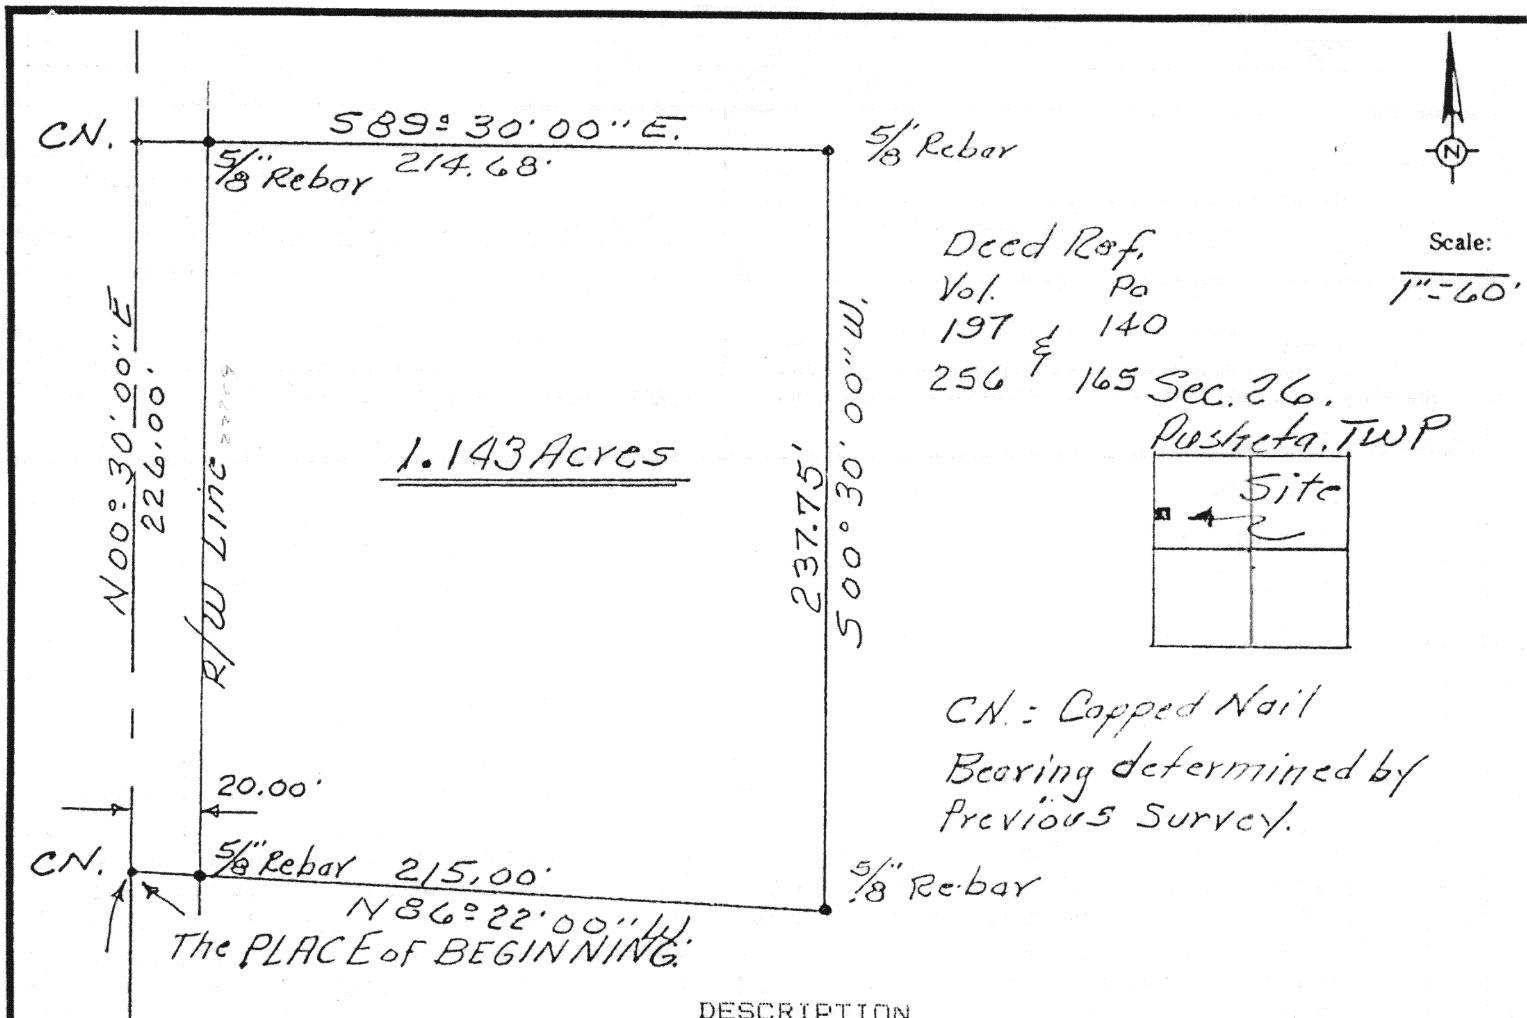 CN.
S89° 30' 00" E.
214.68'
5/8" Rebar
5/8" Rebar
N
Scale:
1"=60'
Deed Ref.
Vol. Pa
197 & 140
256 165
Sec. 26.
Pusheta. TWP
Site
N00° 30' 00" E
226.00'
R/W Line
1.143 Acres
237.75'
S 00° 30' 00" W.
CN. = Capped Nail
Bearing determined by
Previous Survey.
20.00'
CN.
5/8" Rebar
215.00'
N 86° 22' 00" W.
5/8" Rebar
The PLACE of BEGINNING.
DESCRIPTION